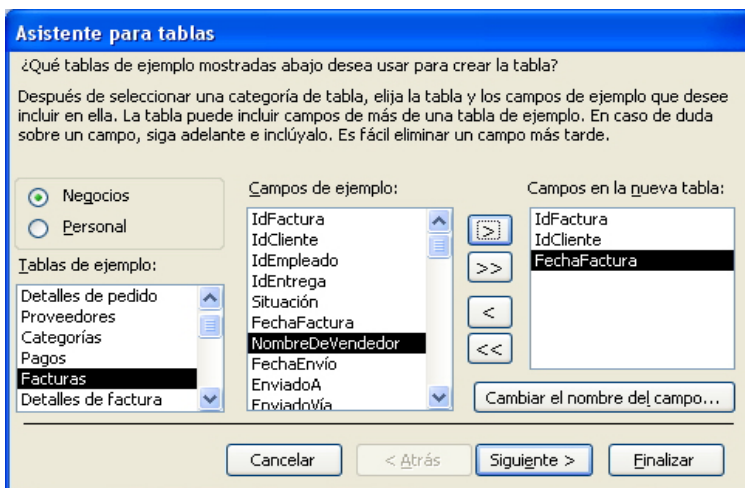 Asistente para tablas
¿Qué tablas de ejemplo mostradas abajo desea usar para crear la tabla?
Después de seleccionar una categoría de tabla, elija la tabla y los campos de ejemplo que desee
incluir en ella. La tabla puede incluir campos de más de una tabla de ejemplo. En caso de duda
sobre un campo, siga adelante e inclúyalo. Es fácil eliminar un campo más tarde.
Negocios
Personal
Tablas de ejemplo:
Detalles de pedido
Proveedores
Categorías
Pagos
Facturas
Detalles de factura
Campos de ejemplo:
IdFactura
IdCliente
IdEmpleado
IdEntrega
Situación
FechaFactura
NombreDeVendedor
FechaEnvío
EnviadoA
EnviadoVía
>
>>
<
<<
Campos en la nueva tabla:
IdFactura
IdCliente
FechaFactura
Cambiar el nombre del campo...
Cancelar
< Atrás
Siguiente >
Finalizar